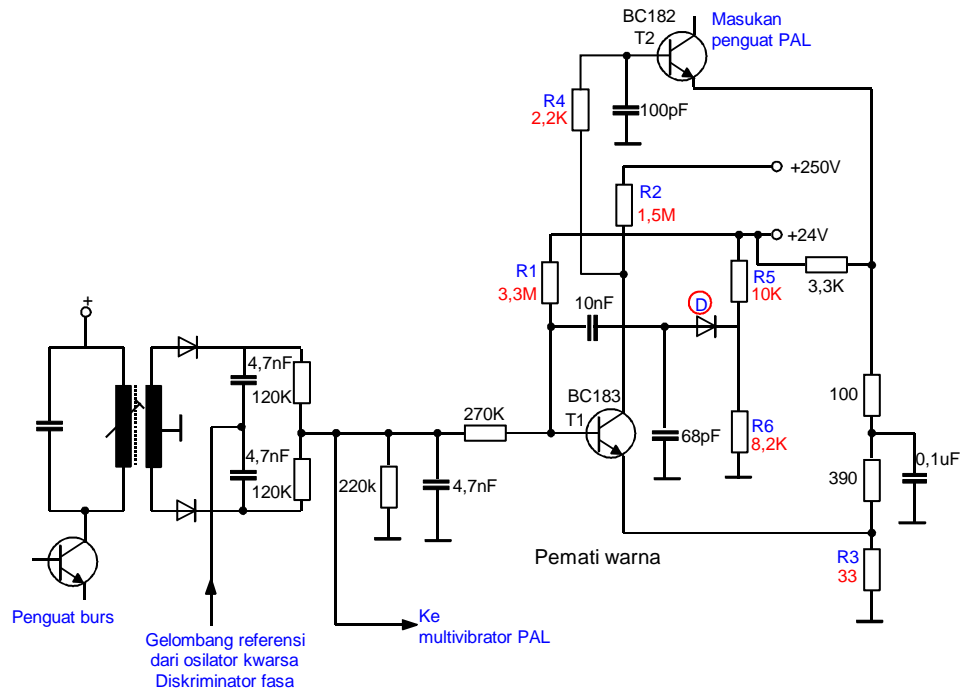 BC182
T2
Masukan
penguat PAL
R4
2,2K
100pF
+250V
R2
1,5M
+24V
R1
3,3M
R5
10K
3,3K
10nF
D
+
4,7nF
120K
BC183
T1
100
270K
68pF
R6
8,2K
4,7nF
120K
220k
4,7nF
390
0,1uF
Pemati warna
R3
33
Penguat burs
Ke
multivibrator PAL
Gelombang referensi
dari osilator kwarsa
Diskriminator fasa